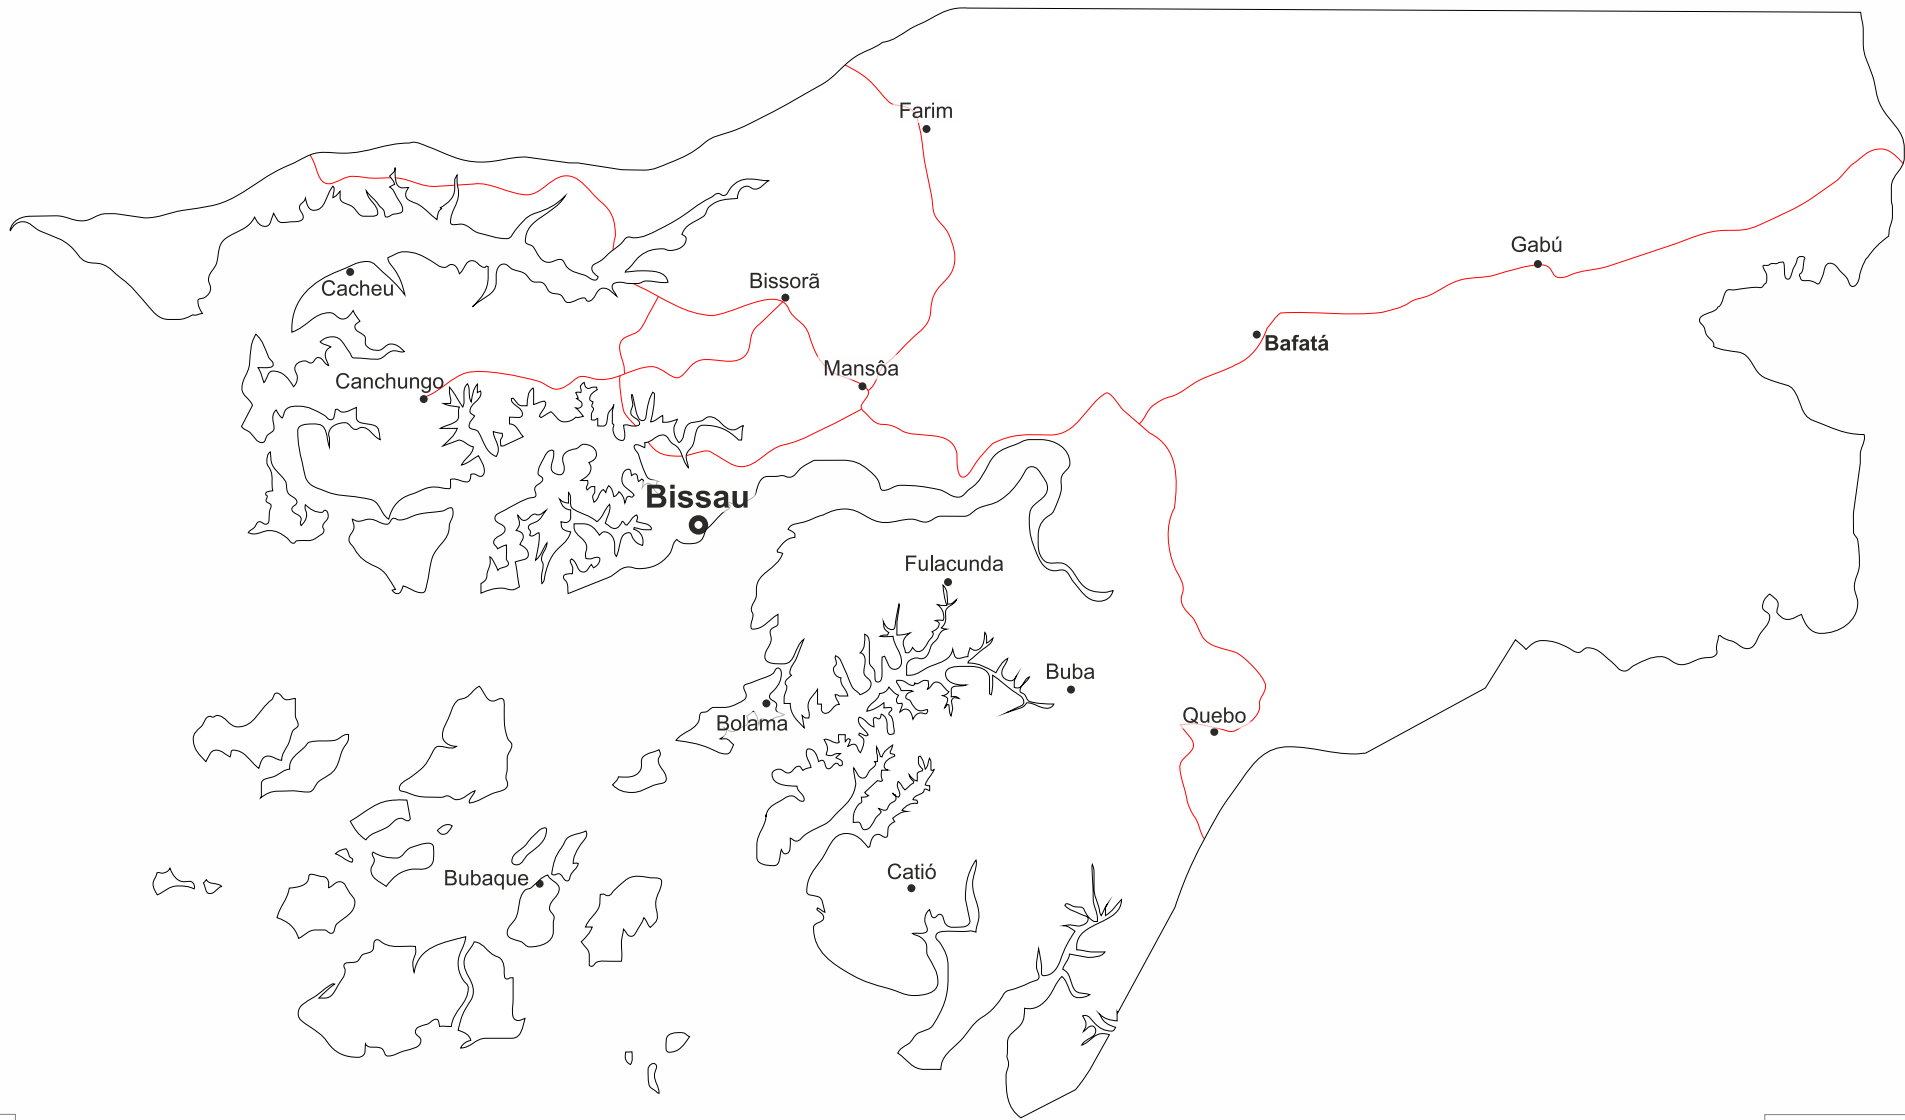 Farim
Gabú
Bissorã
Cacheu
Bafatá
Mansôa
Canchungo
Bissau
Fulacunda
Buba
Quebo
Bolama
Catió
Bubaque